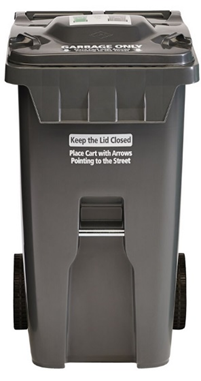 GARBAGE ONLY
Keep the Lid Closed
Place Cart with Arrows
Pointing to the Street